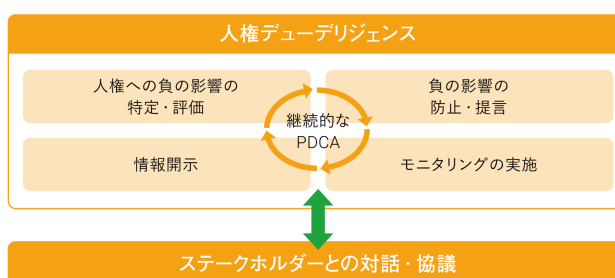 人権デューデリジェンス
人権への負の影響の
特定・評価
負の影響の
防止・提言
継続的な
PDCA
情報開示
モニタリングの実施
ステークホルダーとの対話・協議